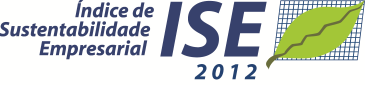 Índice de
Sustentabilidade
Empresarial
ISE
2012